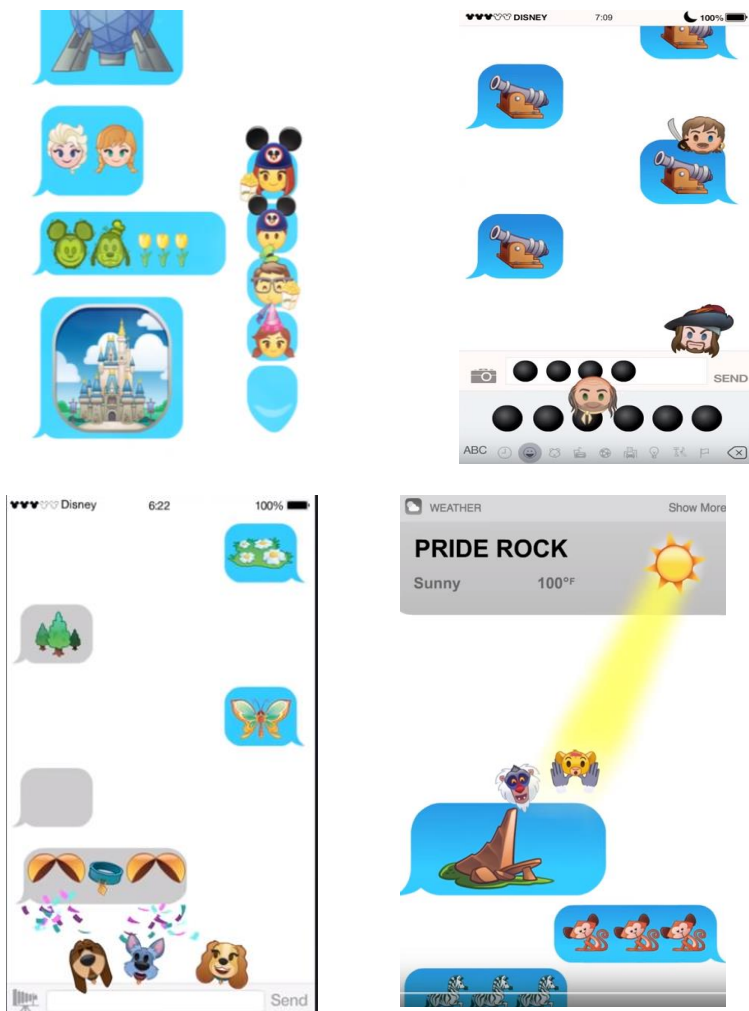 DISNEY 7:09 100%
SEND
ABC
Disney 6:22 100%
Send
WEATHER Show More
PRIDE ROCK
Sunny 100°F